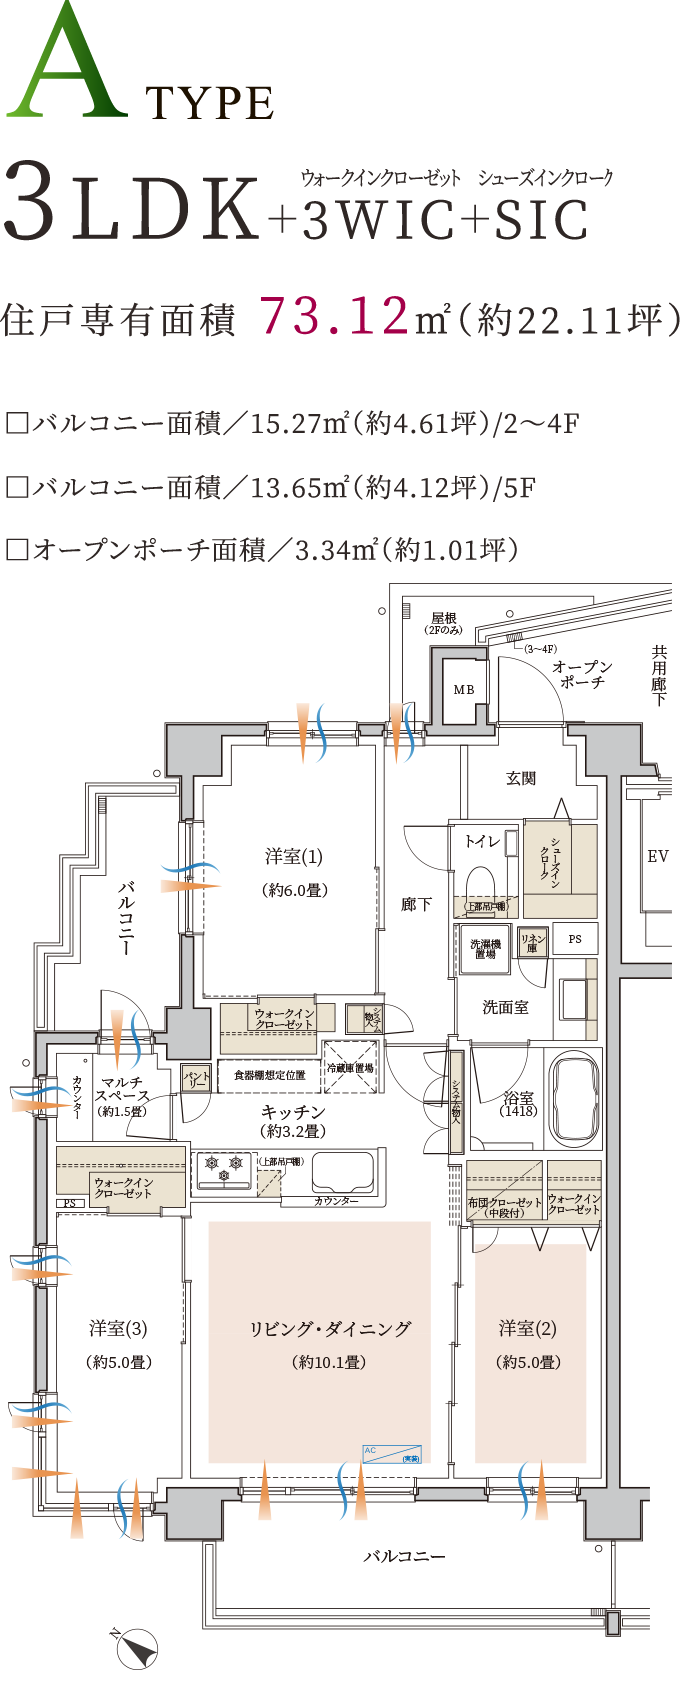 A TYPE
ウォークインクローゼット シューズインクローク
3LDK+3WIC+SIC
住戸専有面積 73.12㎡(約22.11坪)
□バルコニー面積／15.27㎡(約4.61坪)/2〜4F
□バルコニー面積／13.65㎡(約4.12坪)/5F
□オープンポーチ面積／3.34㎡(約1.01坪)
屋根
(2Fのみ)
(3〜4F)
オープン
ポーチ
共用廊下
MB
玄関
EV
洋室(1)
(約6.0畳)
バルコニー
トイレ
シューズイン
クローク
(上部吊戸棚)
廊下
洗濯機
置場
リネン
庫
PS
洗面室
ウォークイン
クローゼット
システム
物入
カウンター
マルチ
スペース
(約1.5畳)
パント
リー
食器棚想定位置
冷蔵庫置場
キッチン
(約3.2畳)
システム物入
浴室
(1418)
ウォークイン
クローゼット
PS
(上部吊戸棚)
カウンター
布団クローゼット
(中段付)
ウォークイン
クローゼット
洋室(3)
(約5.0畳)
リビング・ダイニング
(約10.1畳)
洋室(2)
(約5.0畳)
AC
(実装)
バルコニー
N